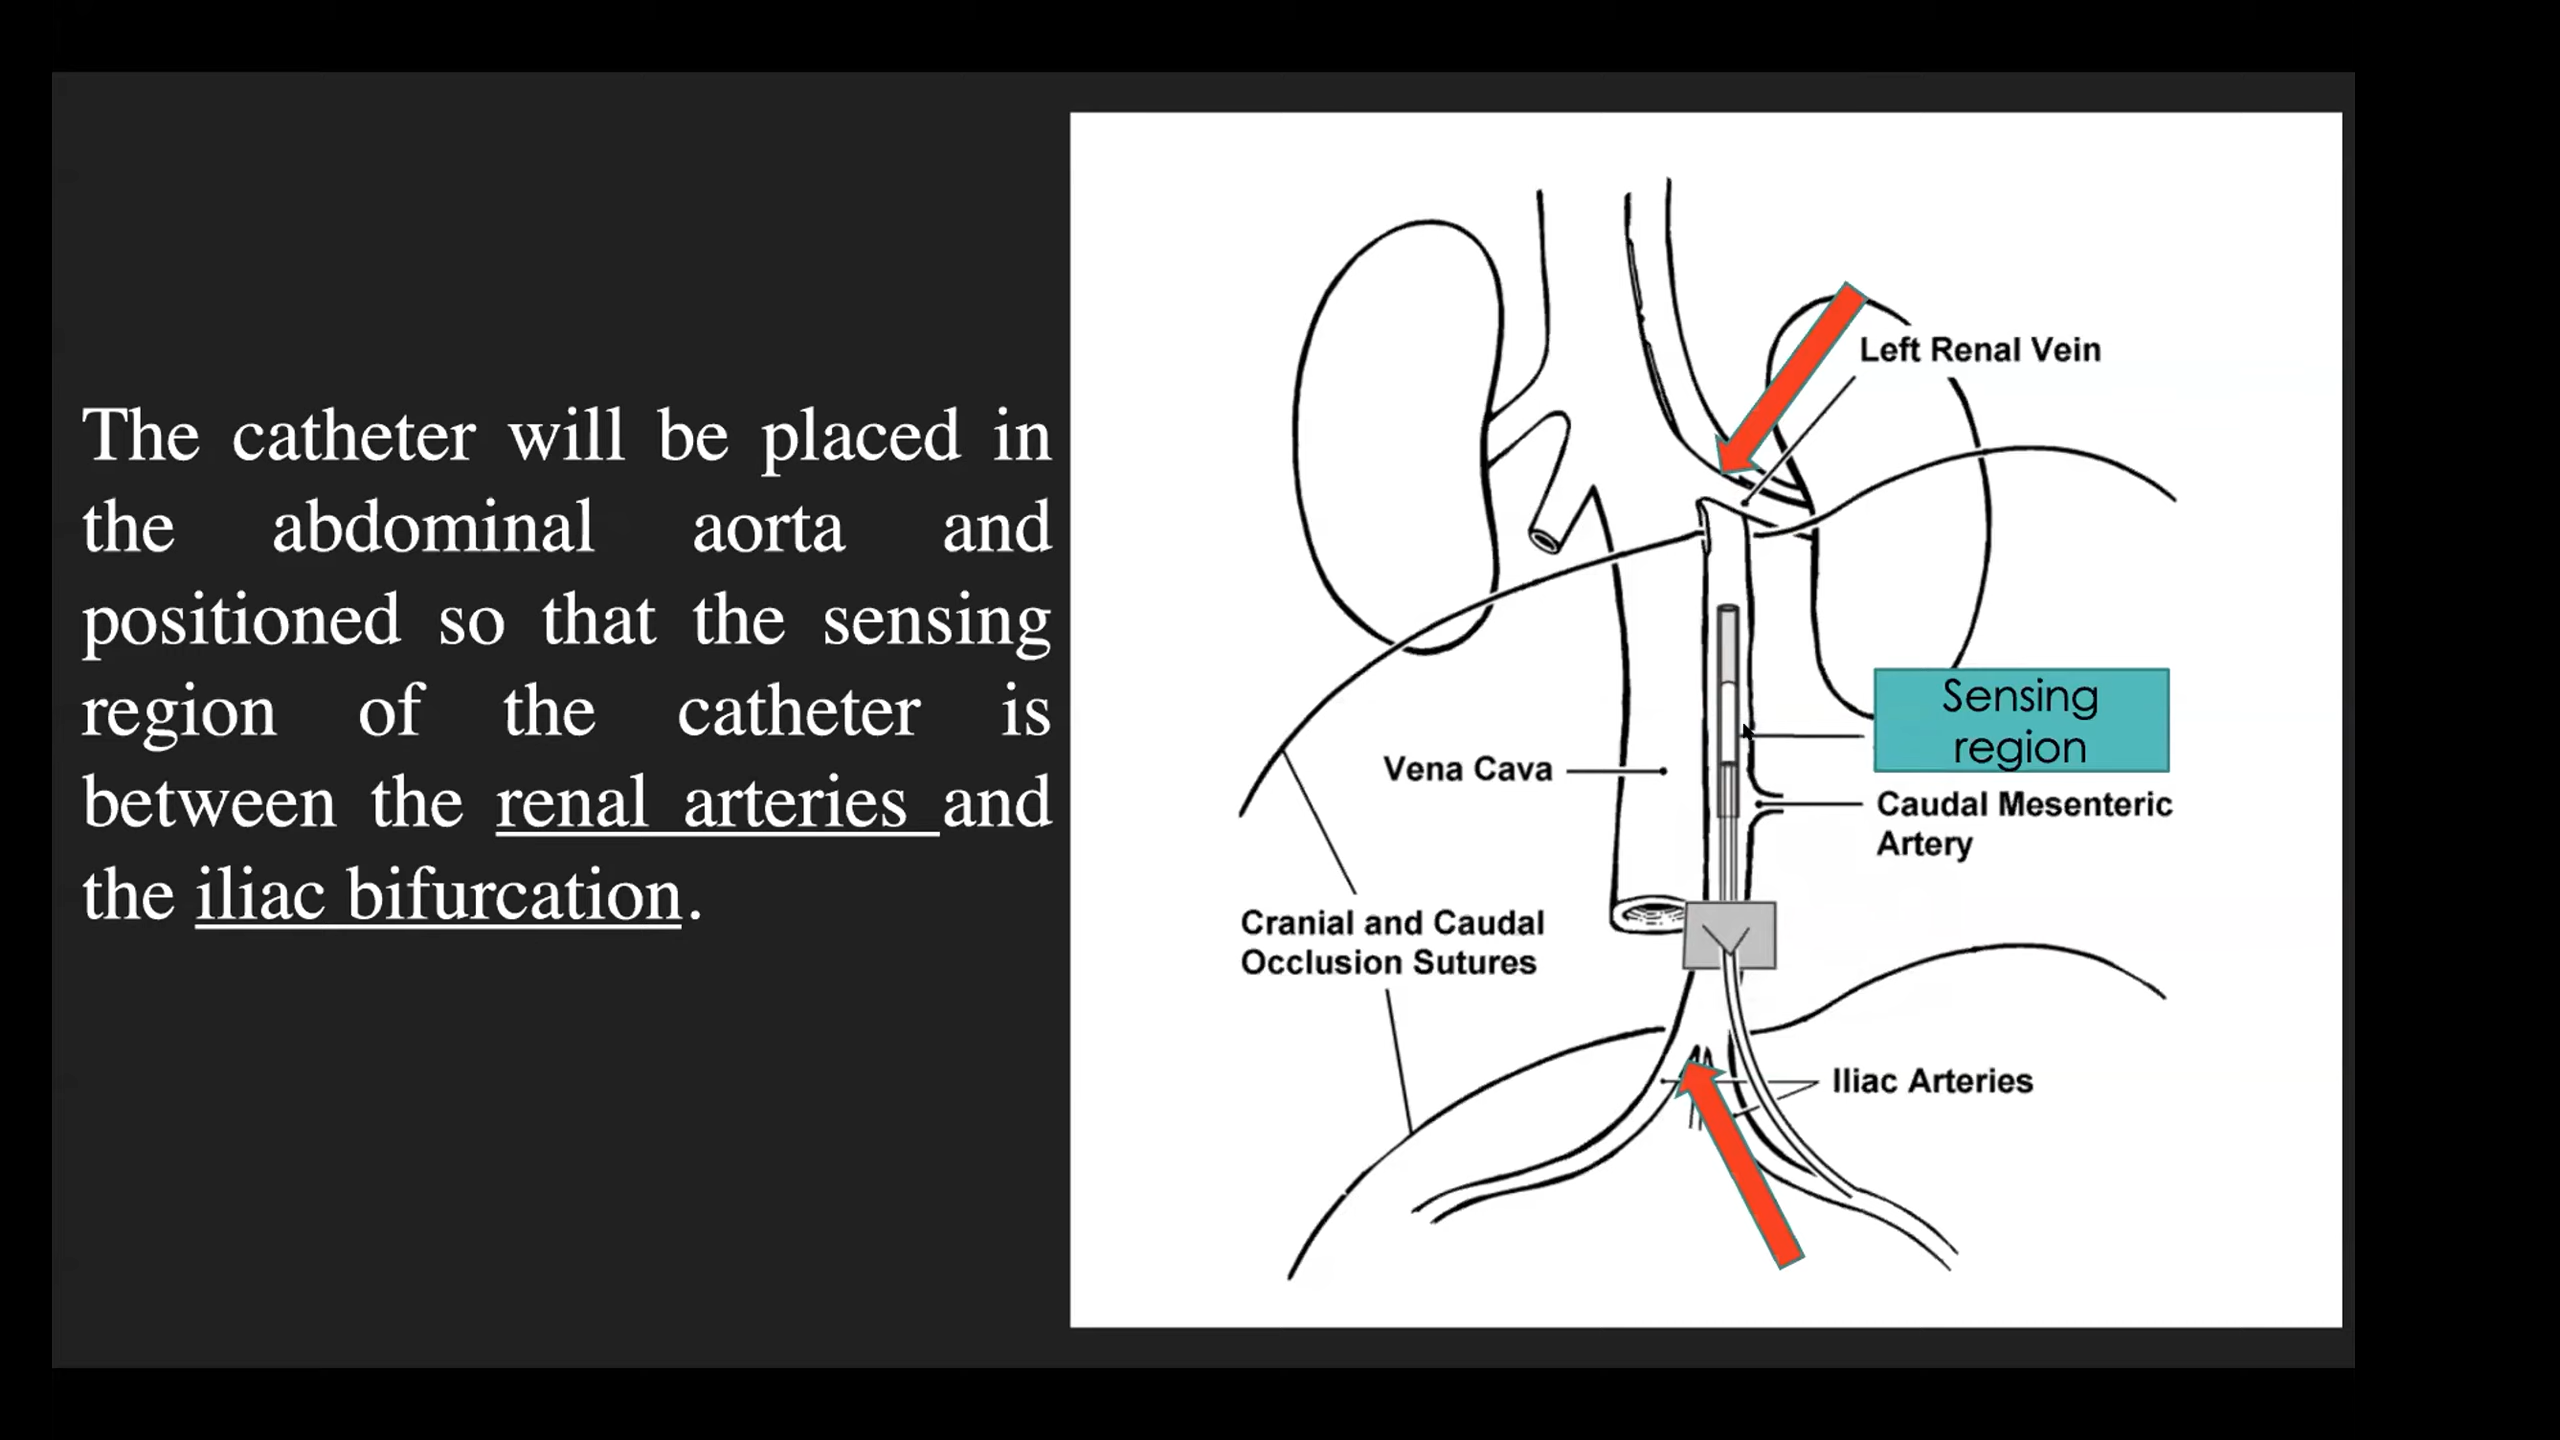 The catheter will be placed in
the abdominal aorta and
positioned so that the sensing
region of the catheter is
between the renal arteries and
the iliac bifurcation.
Left Renal Vein
Sensing
region
Vena Cava
Caudal Mesenteric
Artery
Cranial and Caudal
Occlusion Sutures
Iliac Arteries